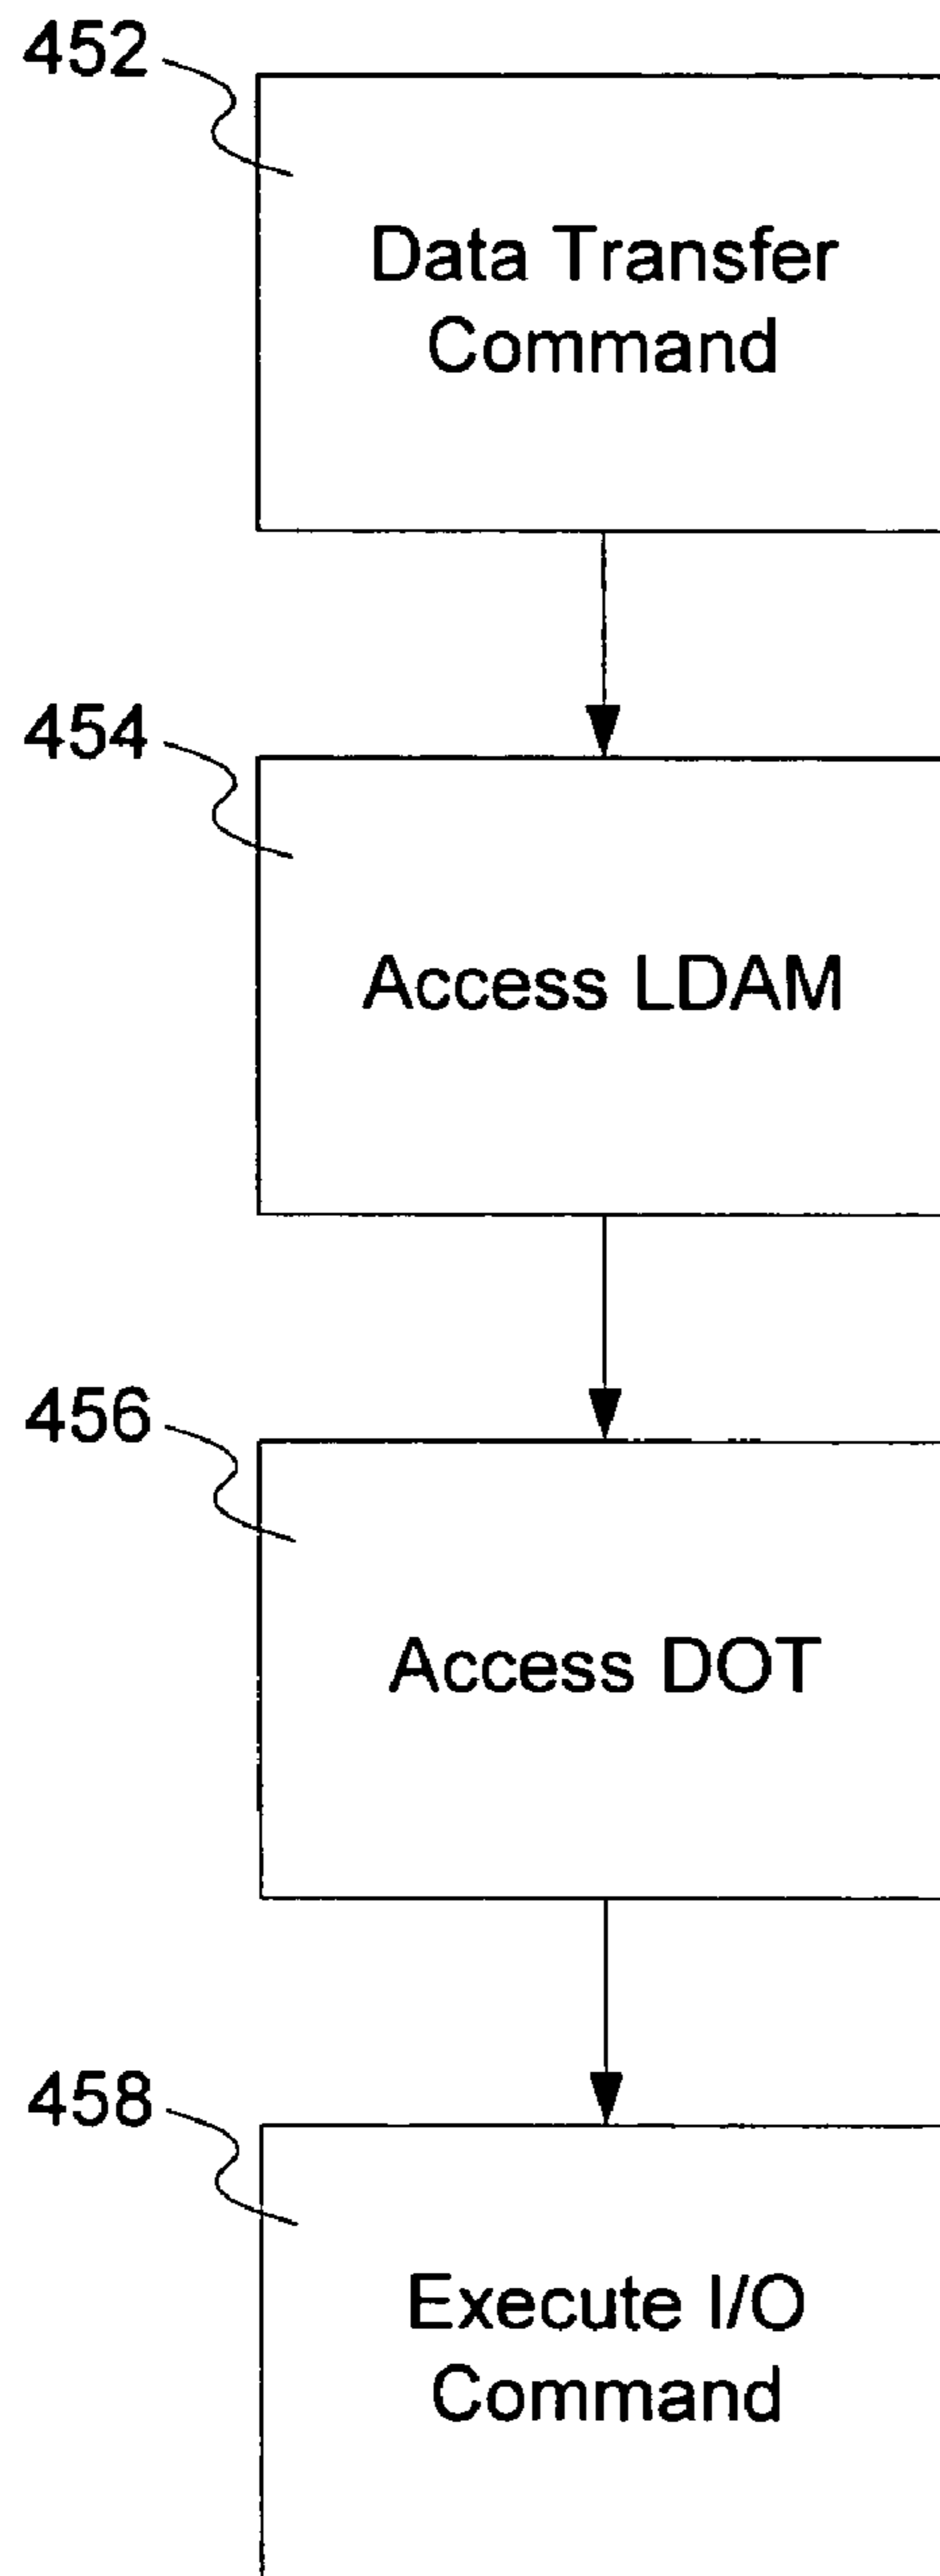 452
Data Transfer
Command
454
Access LDAM
456
Access DOT
458
Execute I/O
Command